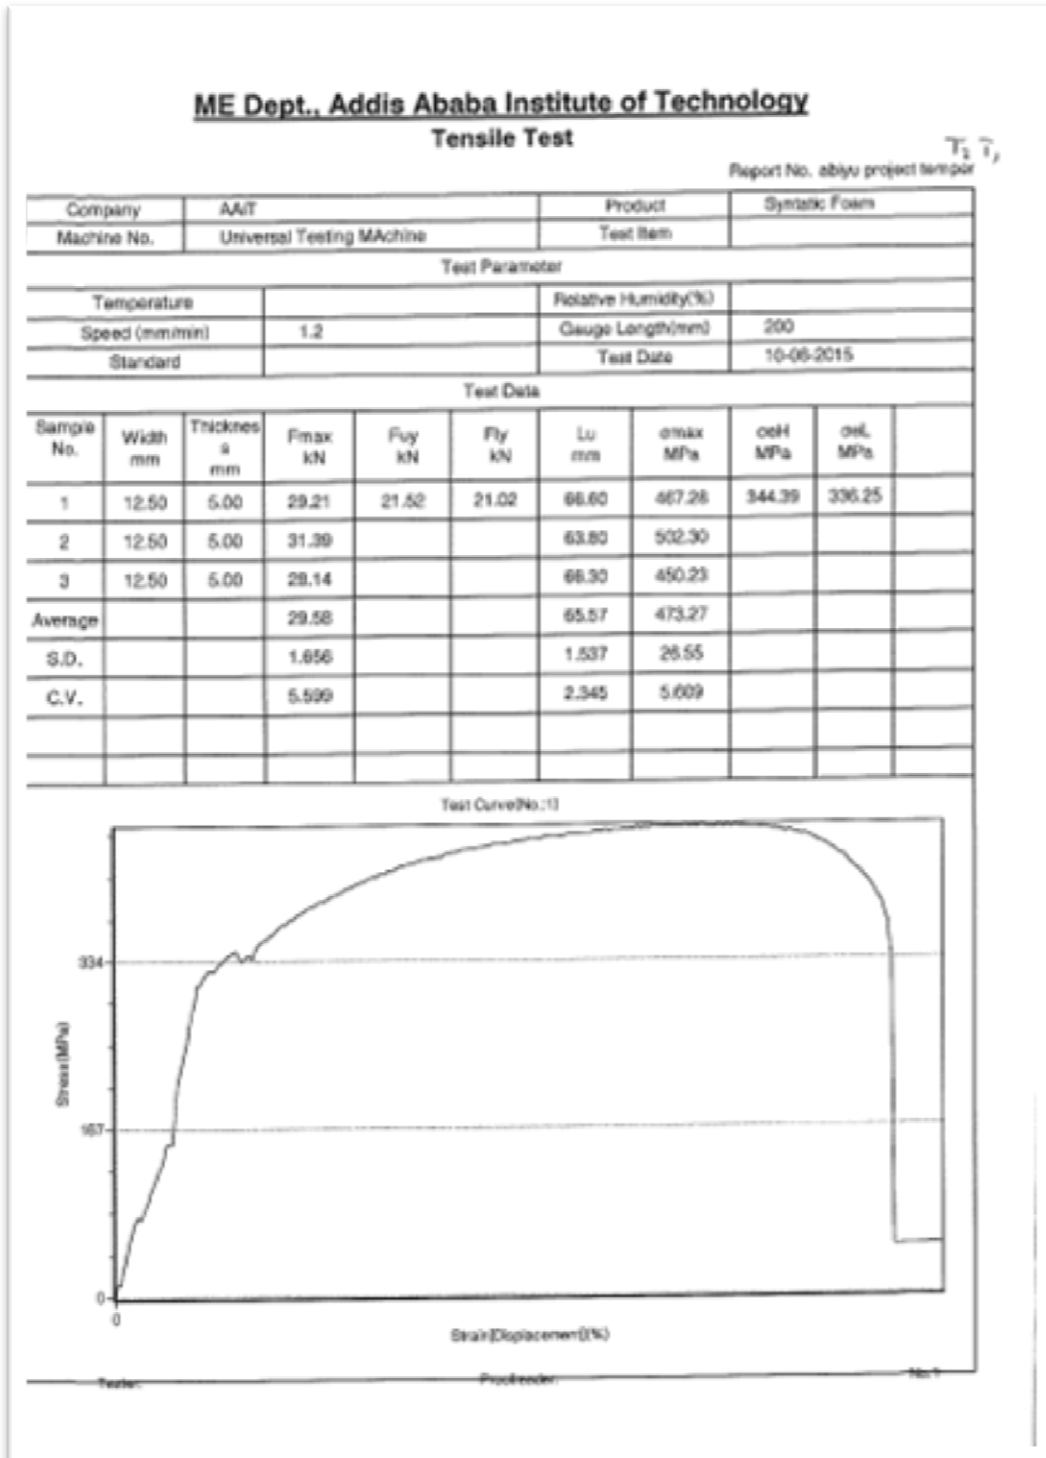 ME Dept., Addis Ababa Institute of Technology
Tensile Test
Report No. abiyu project temper
Company AAiT Product Syntatic Foam
Machine No. Universal Testing MAchine Test Item
Test Parameter
Temperature Relative Humidity(%)
Speed (mm/min) 1.2 Gauge Length(mm) 200
Standard Test Date 10-06-2015
Test Data
Sample No. Width mm Thickness mm Fmax kN Fuy kN Fly kN Lu mm σmax MPa σeH MPa σeL MPa
1 12.50 5.00 29.21 21.52 21.02 66.60 467.28 344.39 336.25
2 12.50 5.00 31.39 63.80 502.30
3 12.50 5.00 28.14 66.30 450.23
Average 29.58 65.57 473.27
S.D. 1.656 1.537 26.55
C.V. 5.599 2.345 5.609
Test Curve(No.:1)
334
167
0
0
Stress(MPa)
Strain(Displacement)(%)
Tester: Proofreader: No.1